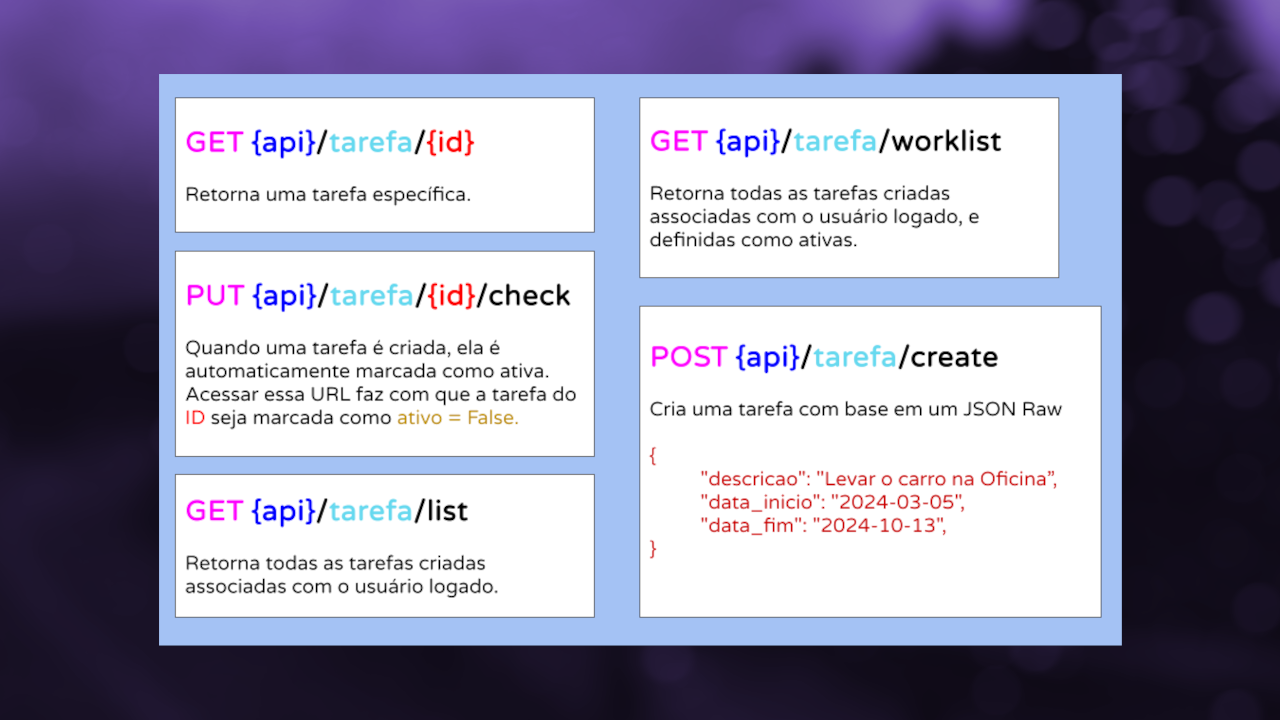 GET {api}/tarefa/{id}
Retorna uma tarefa específica.
PUT {api}/tarefa/{id}/check
Quando uma tarefa é criada, ela é
automaticamente marcada como ativa.
Acessar essa URL faz com que a tarefa do
ID seja marcada como ativo = False.
GET {api}/tarefa/list
Retorna todas as tarefas criadas
associadas com o usuário logado.
GET {api}/tarefa/worklist
Retorna todas as tarefas criadas
associadas com o usuário logado, e
definidas como ativas.
POST {api}/tarefa/create
Cria uma tarefa com base em um JSON Raw
{
"descricao": "Levar o carro na Oficina”,
"data_inicio": "2024-03-05",
"data_fim": "2024-10-13",
}